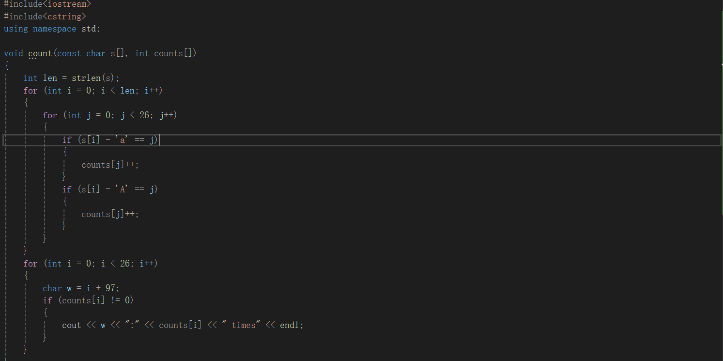 #include<iostream>
#include<cstring>
using namespace std;
void count(const char s[], int counts[])
{
int len = strlen(s);
for (int i = 0; i < len; i++)
{
for (int j = 0; j < 26; j++)
{
if (s[i] - 'a' == j)
{
counts[j]++;
}
if (s[i] - 'A' == j)
{
counts[j]++;
}
}
}
for (int i = 0; i < 26; i++)
{
char w = i + 97;
if (counts[i] != 0)
{
cout << w << ":" << counts[i] << " times" << endl;
}
}